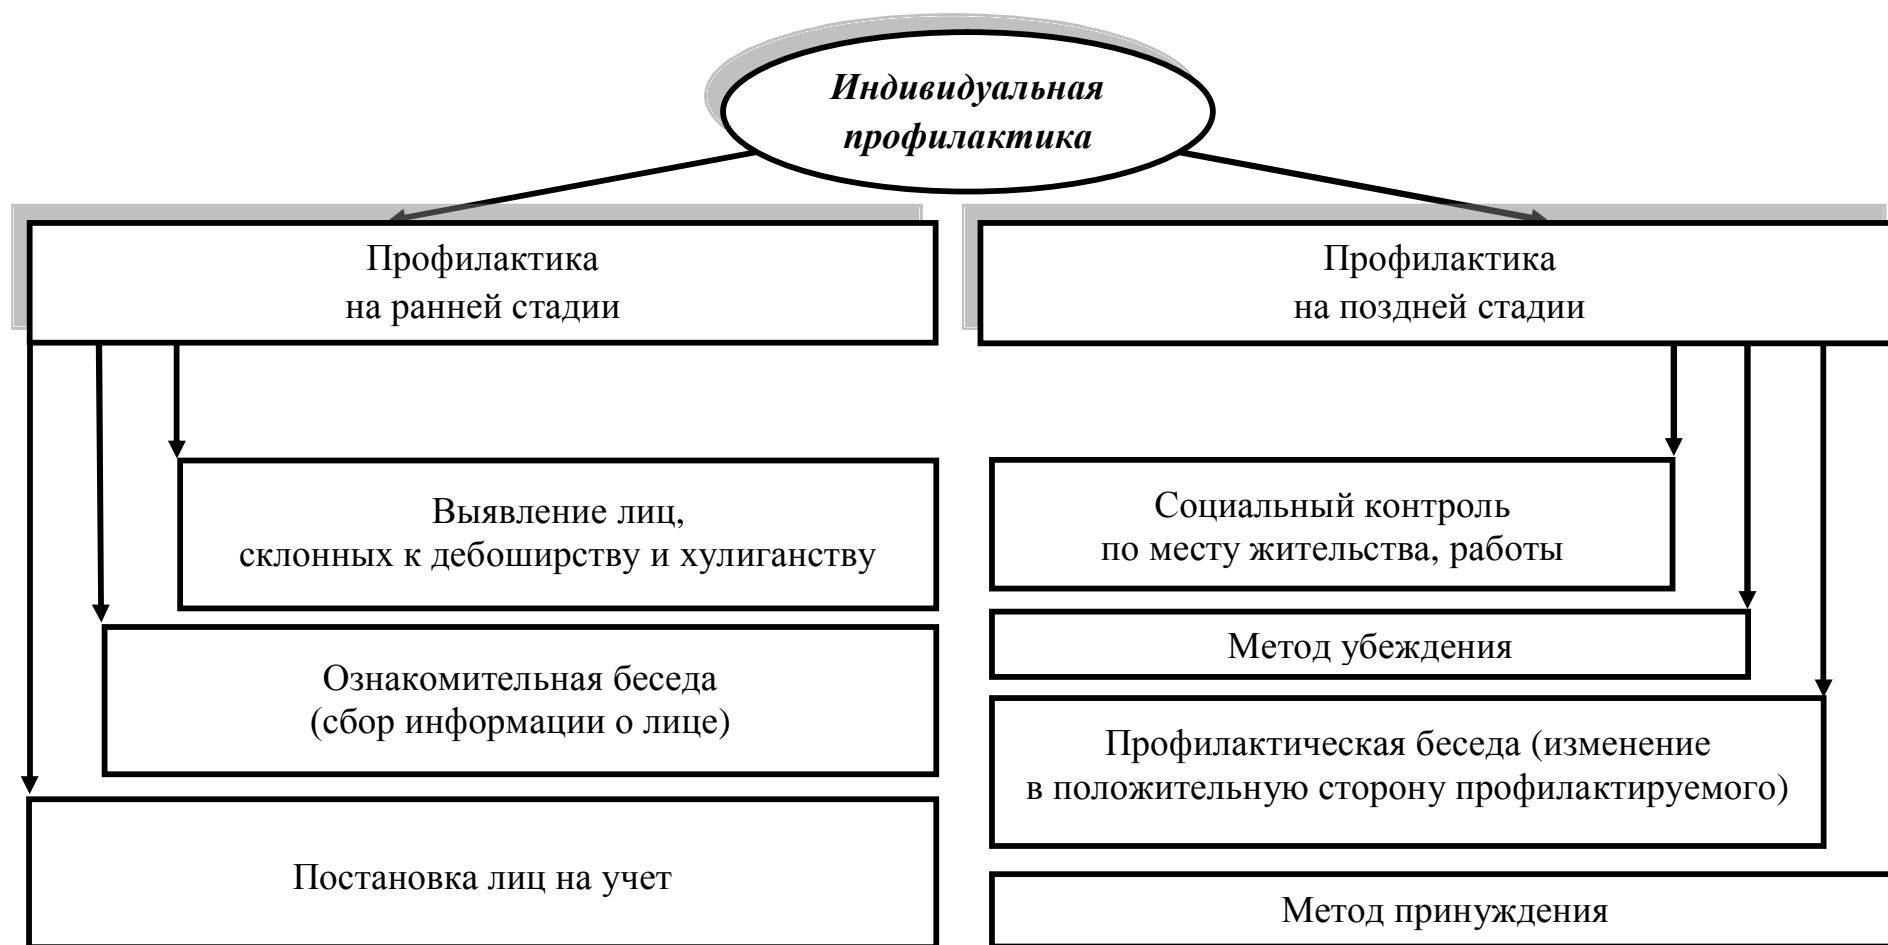 Индивидуальная
профилактика
Профилактика
на ранней стадии
Профилактика
на поздней стадии
Выявление лиц,
склонных к дебоширству и хулиганству
Ознакомительная беседа
(сбор информации о лице)
Постановка лиц на учет
Социальный контроль
по месту жительства, работы
Метод убеждения
Профилактическая беседа (изменение
в положительную сторону профилактируемого)
Метод принуждения